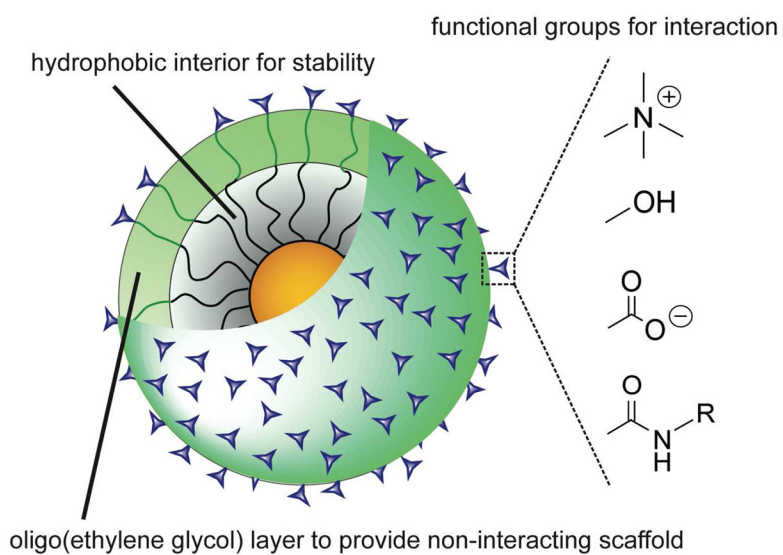 functional groups for interaction
hydrophobic interior for stability
N
⊕
OH
O
O
⊖
O
N
H
R
oligo(ethylene glycol) layer to provide non-interacting scaffold